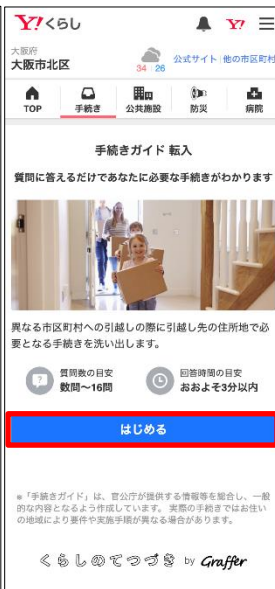 Y!くらし
Y!
大阪府
大阪市北区
34 26
公式サイト 他の市区町村
TOP 手続き 公共施設 防災 病院
手続きガイド 転入
質問に答えるだけであなたに必要な手続きがわかります
異なる市区町村への引越しの際に引越し先の住所地で必
要となる手続きを洗い出します。
質問数の目安
数問〜16問
回答時間の目安
おおよそ3分以内
はじめる
※「手続きガイド」は、官公庁が提供する情報等を総合し、一般
的な内容となるよう作成しています。実際の手続きではお住い
の地域により要件や実施手順が異なる場合があります。
くらしのてつづき by Graffer